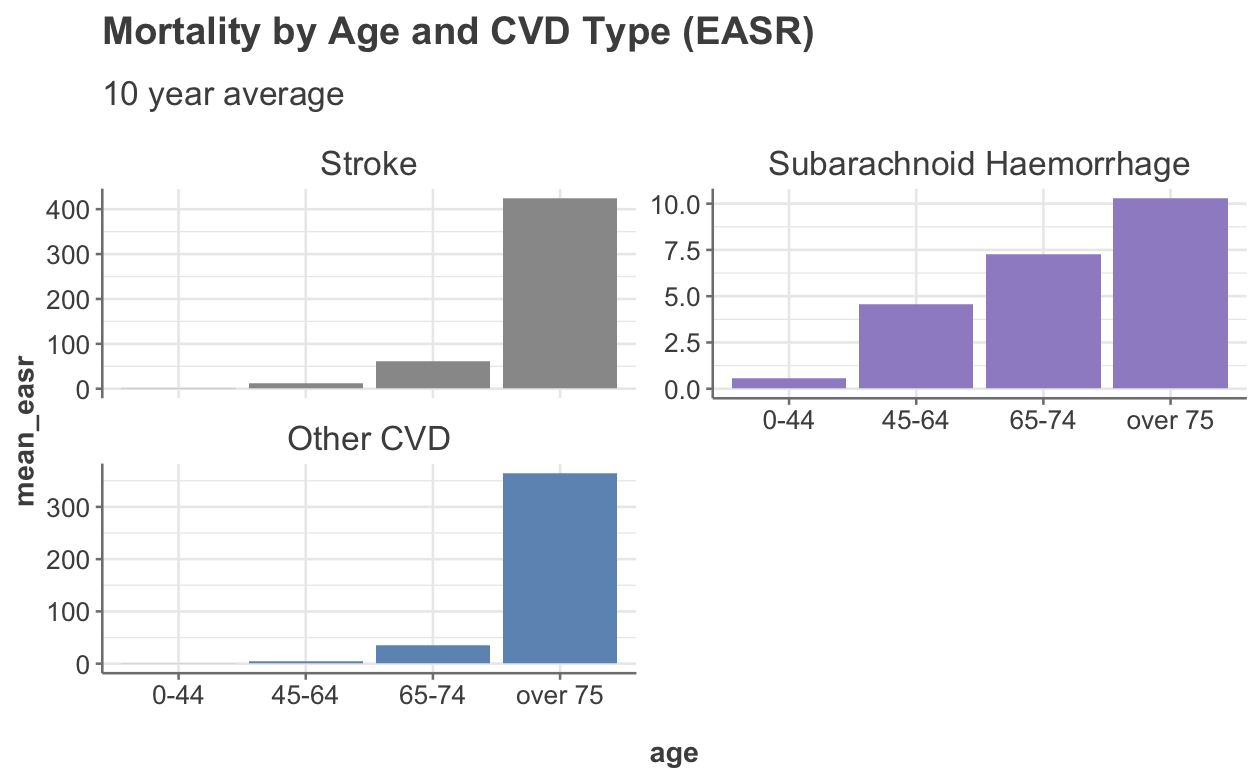 Mortality by Age and CVD Type (EASR)
10 year average
Stroke
Subarachnoid Haemorrhage
400
300
200
100
0
10.0
7.5
5.0
2.5
0.0
0-44 45-64 65-74 over 75
Other CVD
300
200
100
0
0-44 45-64 65-74 over 75
mean_easr
age